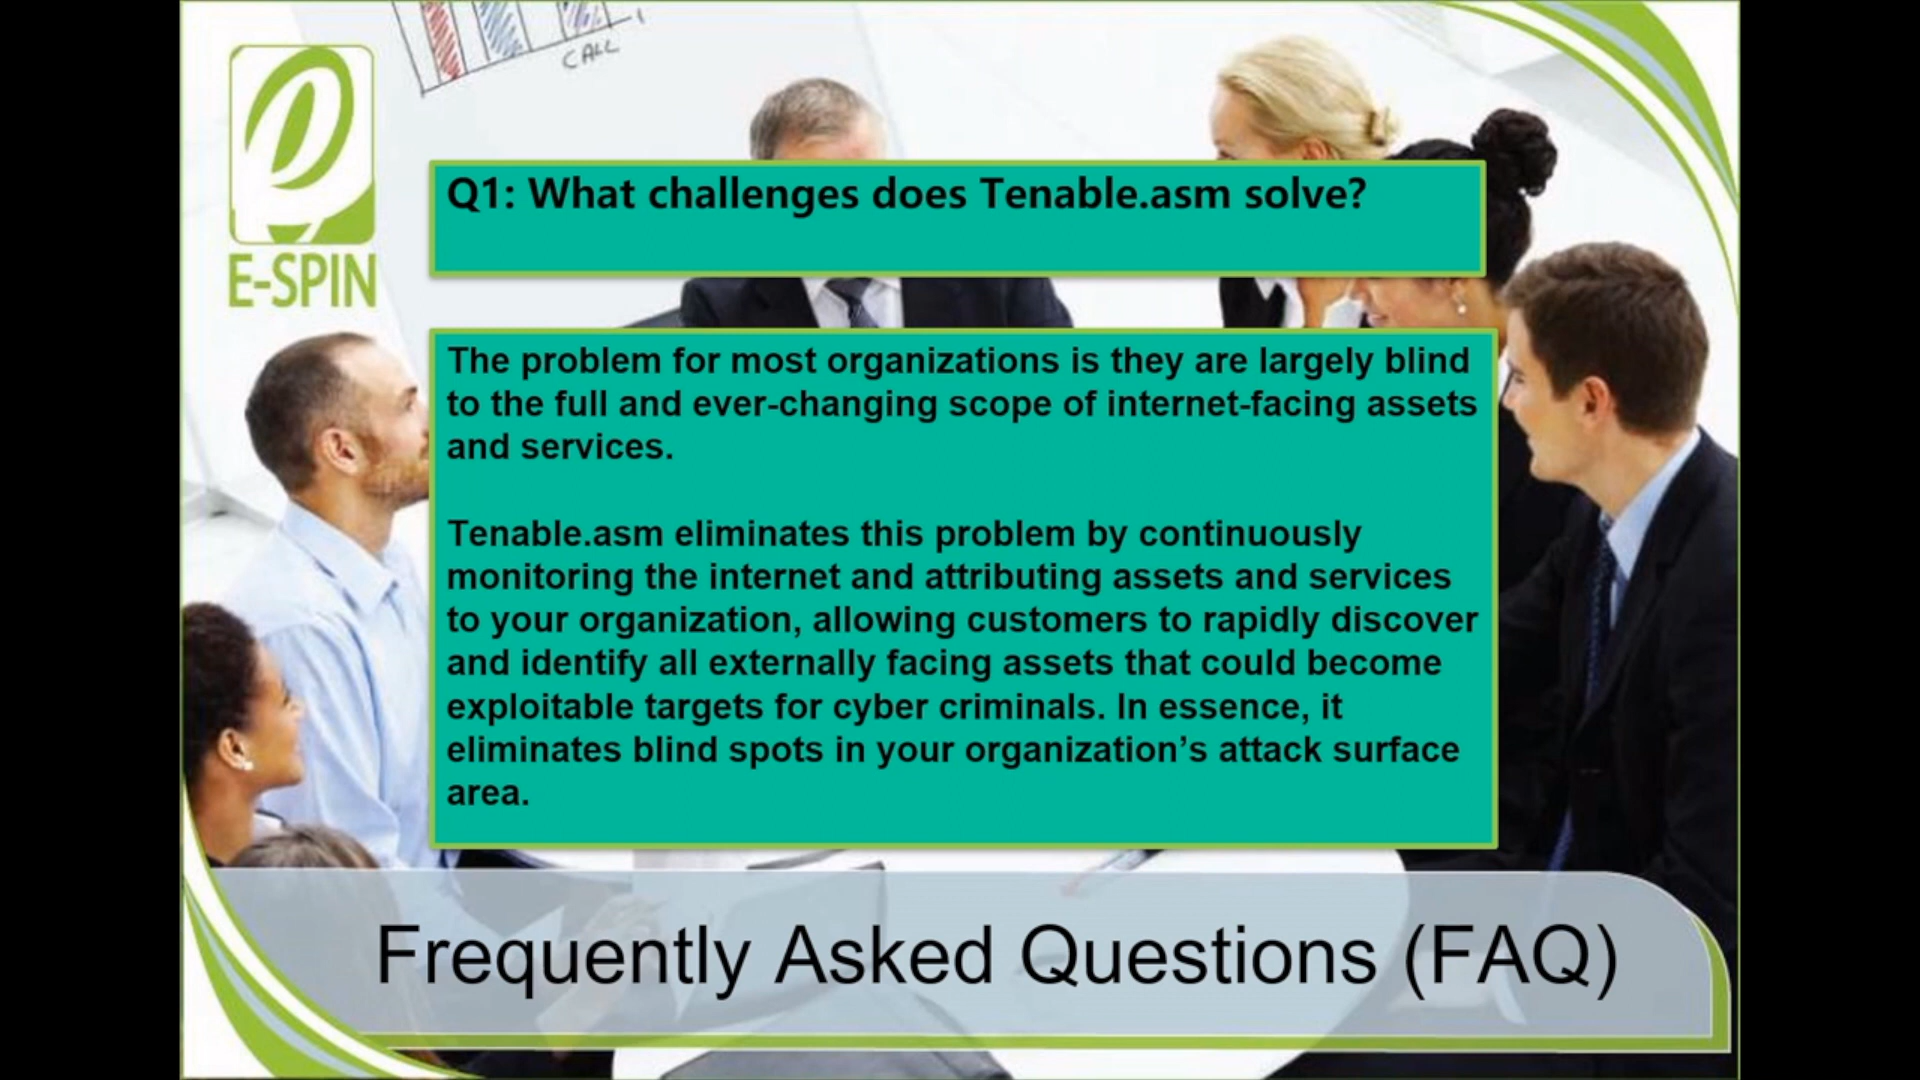 CALL
E-SPIN
Q1: What challenges does Tenable.asm solve?
The problem for most organizations is they are largely blind
to the full and ever-changing scope of internet-facing assets
and services.
Tenable.asm eliminates this problem by continuously
monitoring the internet and attributing assets and services
to your organization, allowing customers to rapidly discover
and identify all externally facing assets that could become
exploitable targets for cyber criminals. In essence, it
eliminates blind spots in your organization’s attack surface
area.
Frequently Asked Questions (FAQ)